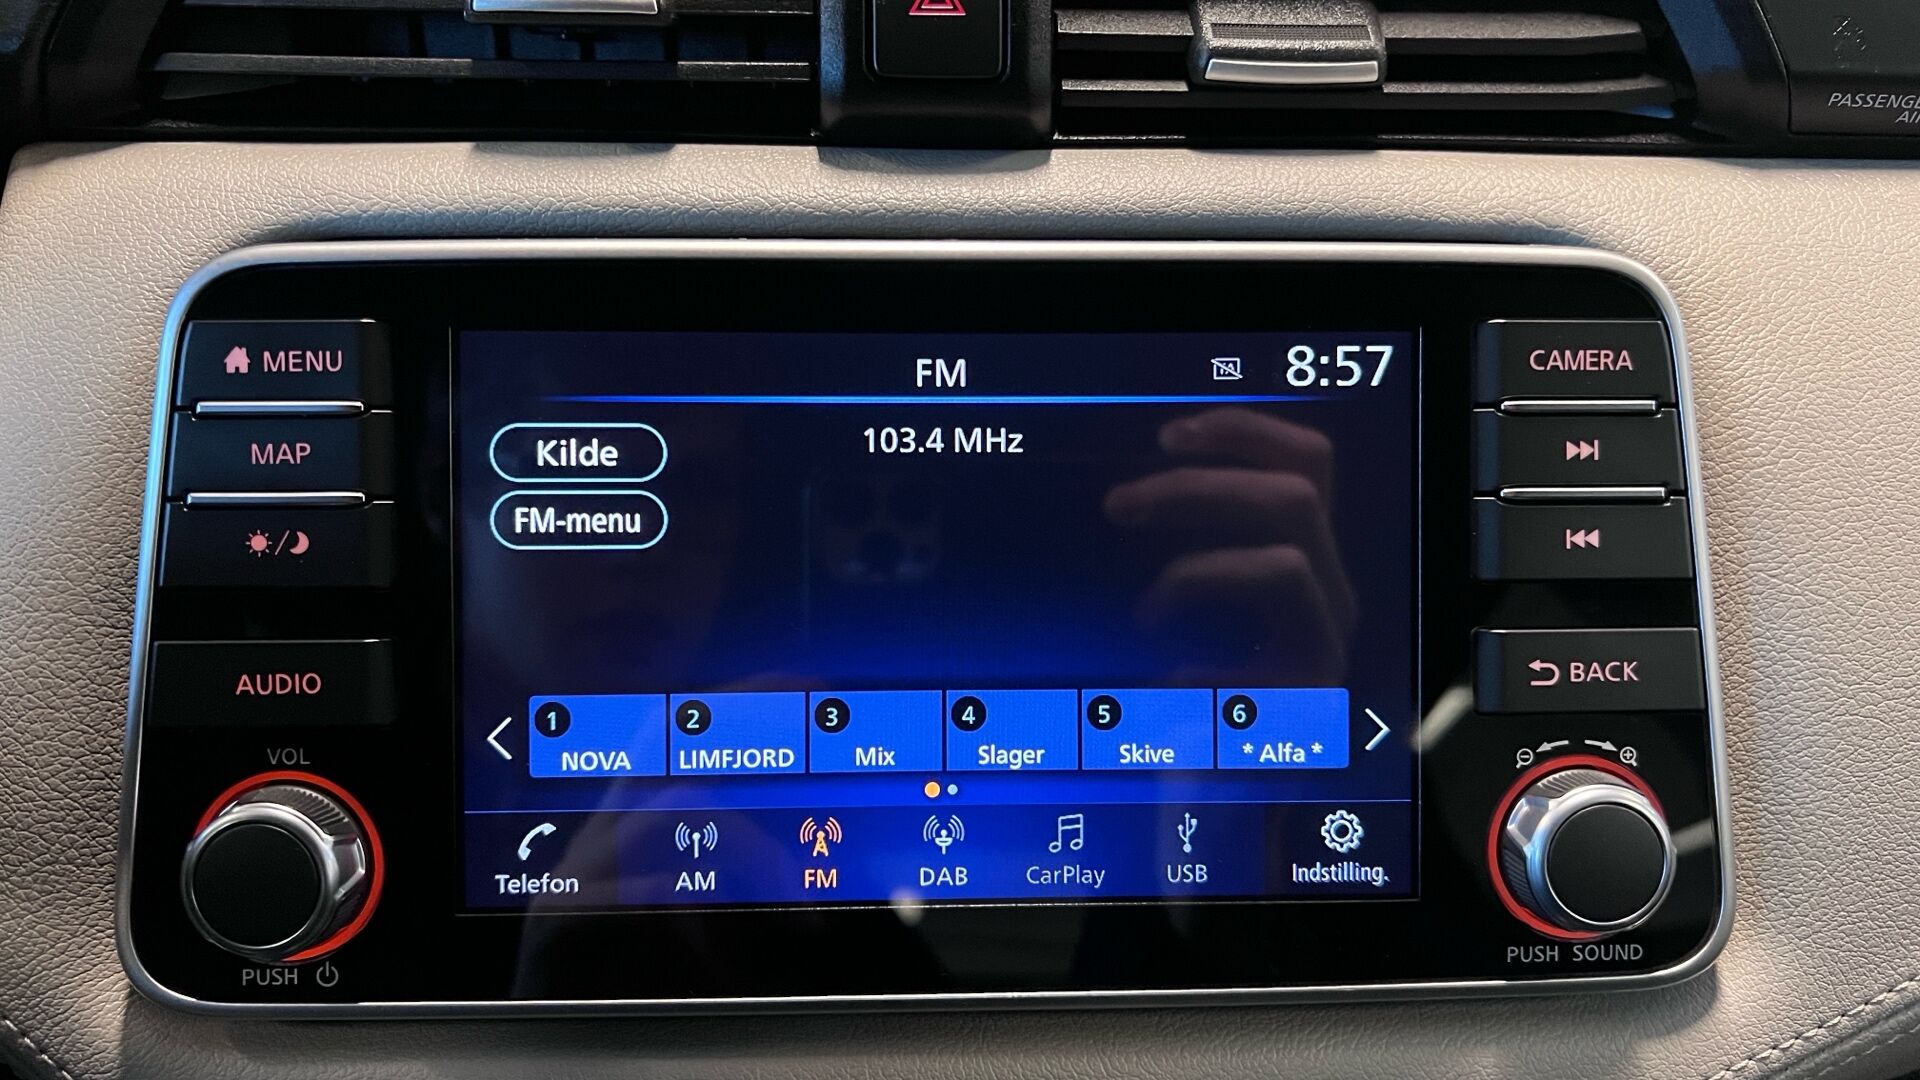 PASSENGE
AI
MENU
MAP
AUDIO
VOL
PUSH
FM
TA
8:57
103.4 MHz
Kilde
FM-menu
1 NOVA
2 LIMFJORD
3 Mix
4 Slager
5 Skive
6 * Alfa *
Telefon
AM
FM
DAB
CarPlay
USB
Indstilling.
CAMERA
BACK
PUSH SOUND